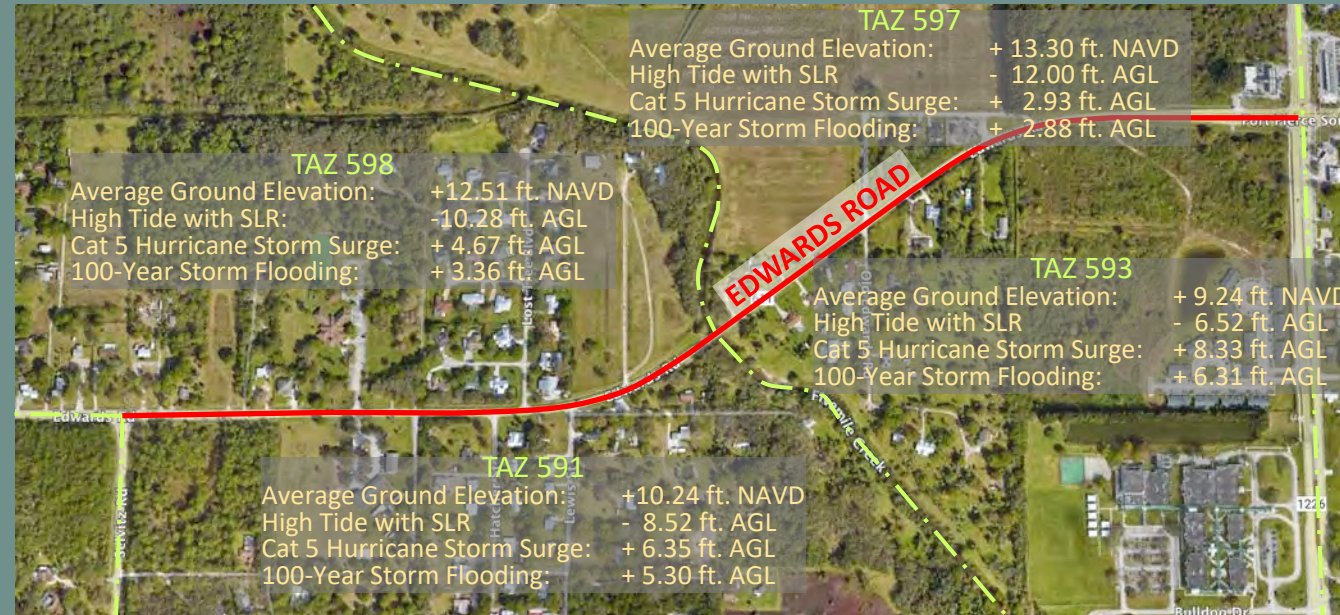 TAZ 597
Average Ground Elevation: + 13.30 ft. NAVD
High Tide with SLR - 12.00 ft. AGL
Cat 5 Hurricane Storm Surge: + 2.93 ft. AGL
100-Year Storm Flooding: + 2.88 ft. AGL
TAZ 598
Average Ground Elevation: +12.51 ft. NAVD
High Tide with SLR: -10.28 ft. AGL
Cat 5 Hurricane Storm Surge: + 4.67 ft. AGL
100-Year Storm Flooding: + 3.36 ft. AGL
EDWARDS ROAD
TAZ 593
Average Ground Elevation: + 9.24 ft. NAVD
High Tide with SLR - 6.52 ft. AGL
Cat 5 Hurricane Storm Surge: + 8.33 ft. AGL
100-Year Storm Flooding: + 6.31 ft. AGL
Edwards Rd
TAZ 591
Average Ground Elevation: +10.24 ft. NAVD
High Tide with SLR - 8.52 ft. AGL
Cat 5 Hurricane Storm Surge: + 6.35 ft. AGL
100-Year Storm Flooding: + 5.30 ft. AGL
Selvitz Rd
Creek
Bulldog Dr